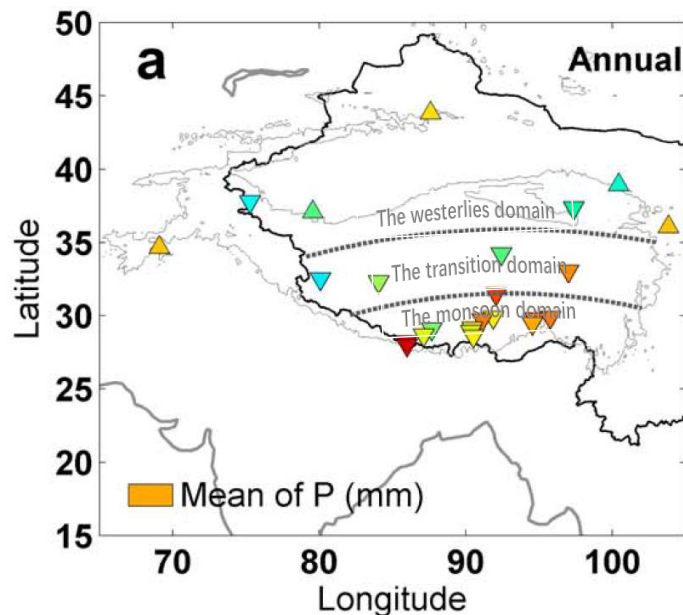 50
a
Annual
45
40
The westerlies domain
35
The transition domain
30
The monsoon domain
25
20
Mean of P (mm)
15
70
80
90
100
Latitude
Longitude